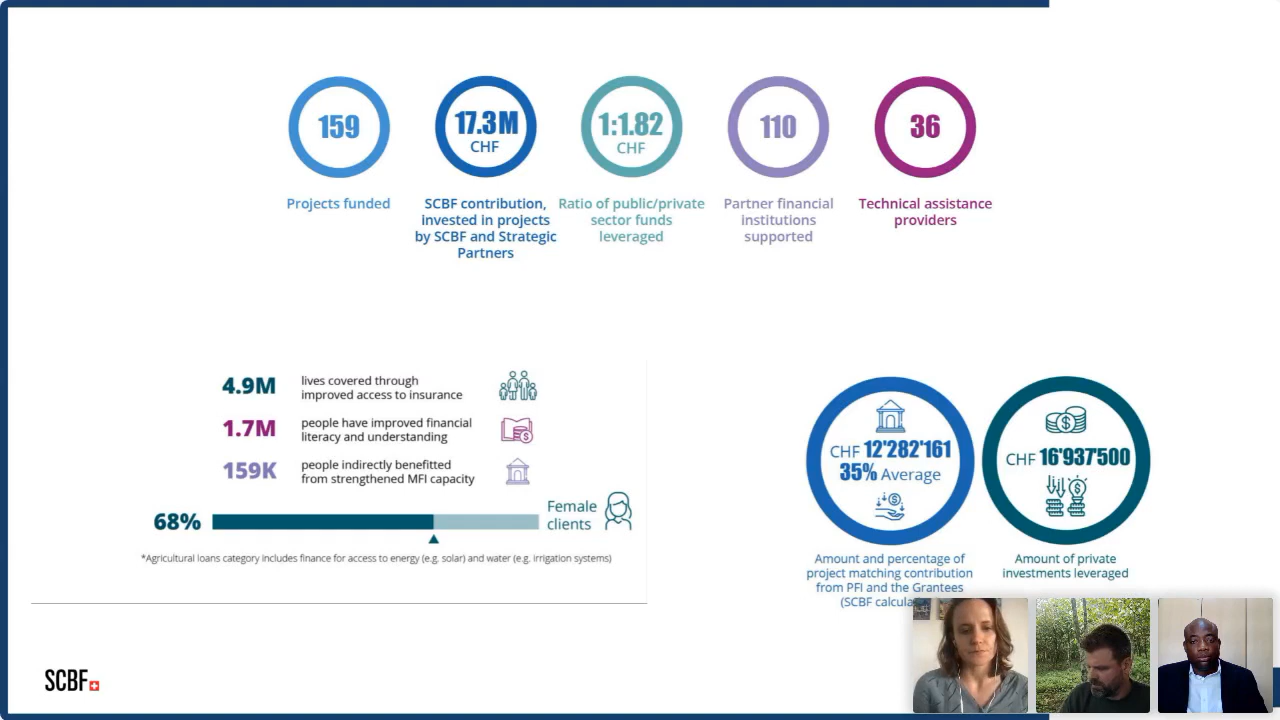 159
Projects funded
17.3M
CHF
SCBF contribution,
invested in projects
by SCBF and Strategic
Partners
1:1.82
CHF
Ratio of public/private
sector funds
leveraged
110
Partner financial
institutions
supported
36
Technical assistance
providers
4.9M
lives covered through
improved access to insurance
1.7M
people have improved financial
literacy and understanding
159K
people indirectly benefitted
from strengthened MFI capacity
68%
Female
clients
*Agricultural loans category includes finance for access to energy (e.g. solar) and water (e.g. irrigation systems)
CHF 12'282'161
35% Average
Amount and percentage of
project matching contribution
from PFI and the Grantees
(SCBF
CHF 16'937'500
Amount of private
investments leveraged
SCBF